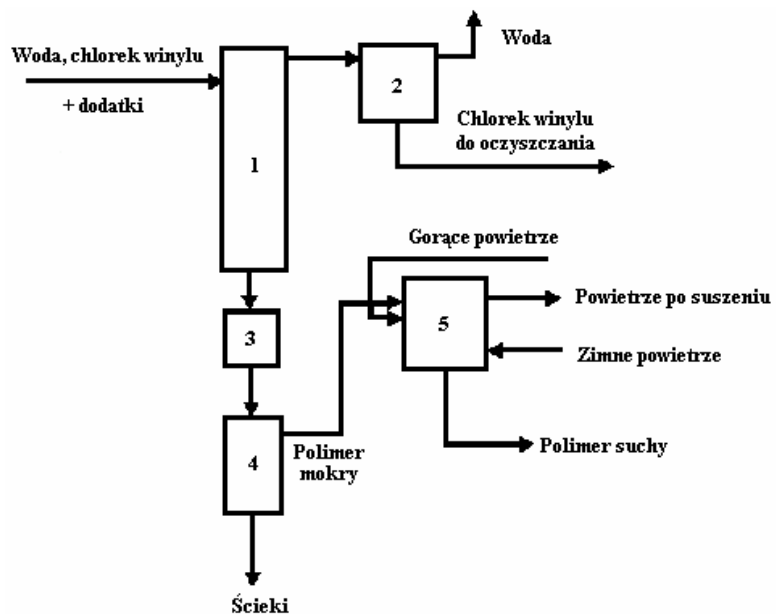 Woda, chlorek winylu
+ dodatki
1
2
Woda
Chlorek winylu
do oczyszczania
Gorące powietrze
3
5
Powietrze po suszeniu
Zimne powietrze
4
Polimer
mokry
Polimer suchy
Ścieki